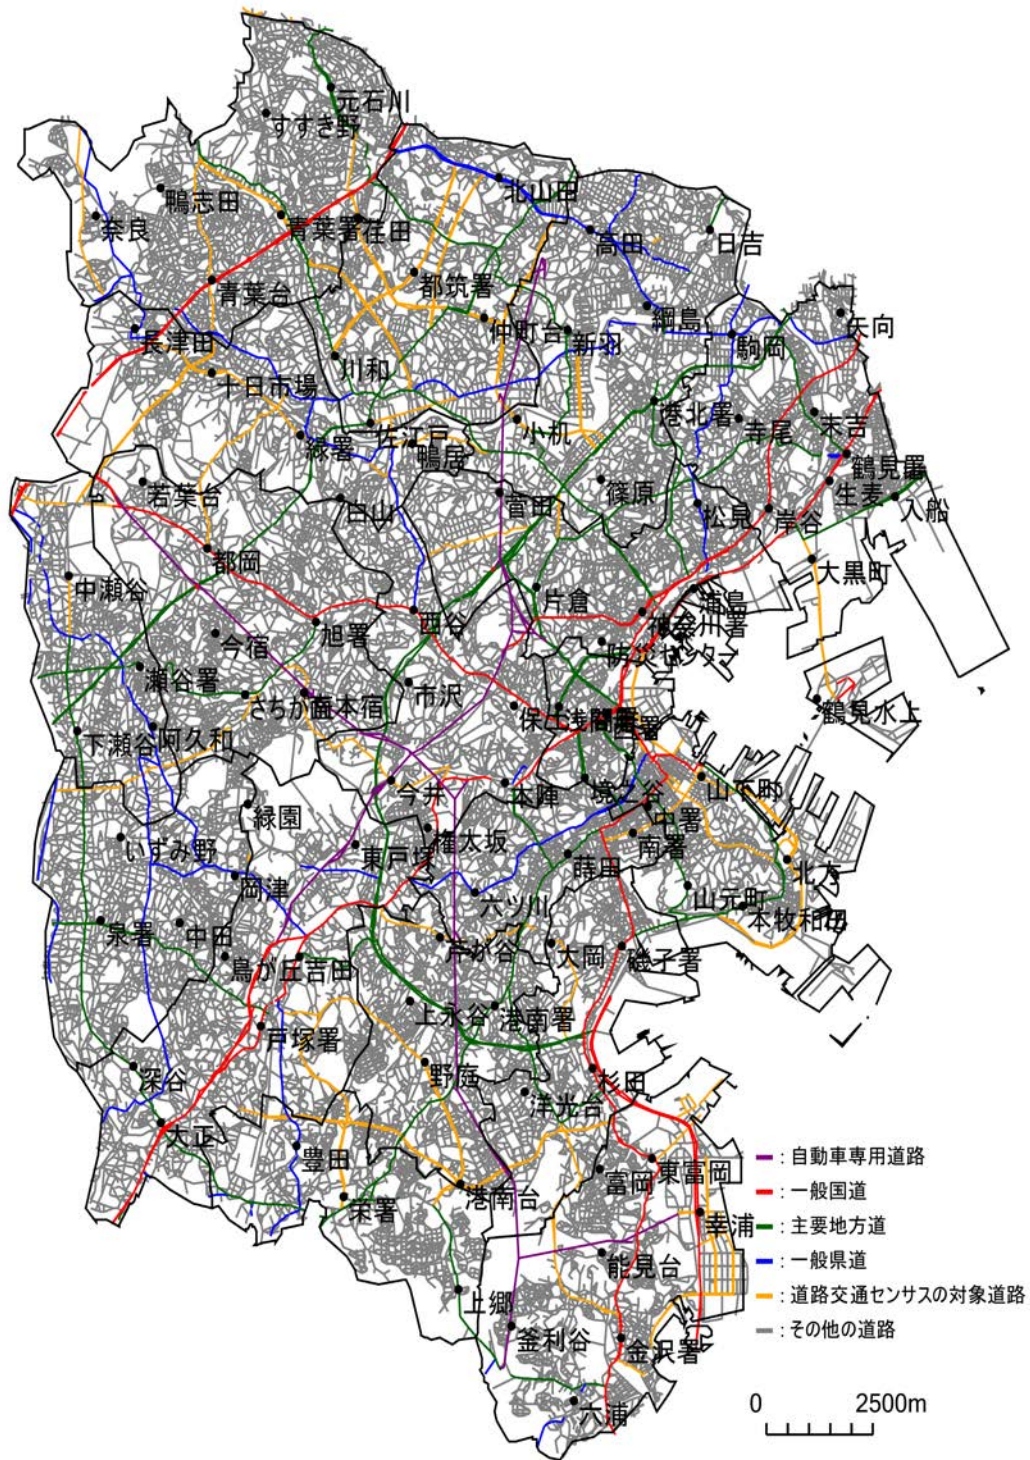 元石川
すすき野
北山田
鴨志田
奈良
青葉署
荏田
高田
日吉
青葉台
都筑署
綱島
矢向
長津田
川和
仲町台
新羽
駒岡
十日市場
緑署
佐江戸
鴨居
小机
港北署
寺尾
末吉
鶴見署
生麦
入船
若葉台
白山
菅田
篠原
松見
岸谷
都岡
大黒町
中瀬谷
片倉
浦島
神奈川署
今宿
旭署
西谷
防災センター
瀬谷署
さちが丘
南本宿
市沢
鶴見水上
下瀬谷
阿久和
西署
今井
本陣
境之谷
山下町
緑園
中署
いずみ野
東戸塚
権太坂
南署
蒔田
北方
岡津
六ツ川
山元町
本牧和田
泉署
中田
戸が谷
大岡
磯子署
鳥が丘
吉田
上永谷
港南署
戸塚署
深谷
野庭
洋光台
杉田
大正
豊田
港南台
富岡
東富岡
栄署
幸浦
能見台
上郷
釜利谷
金沢署
六浦
: 自動車専用道路
: 一般国道
: 主要地方道
: 一般県道
: 道路交通センサスの対象道路
: その他の道路
0 2500m